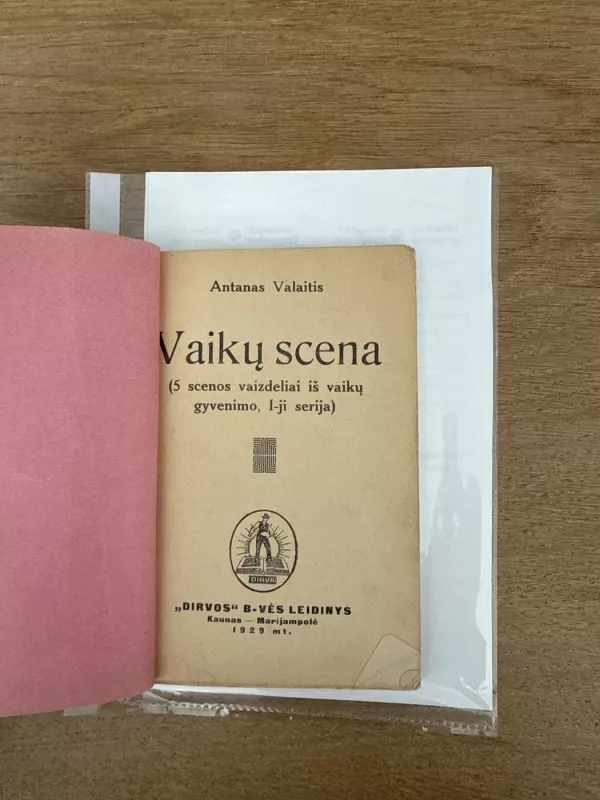 Antanas Valaitis
Vaikų scena
(5 scenos vaizdeliai iš vaikų
gyvenimo, I-ji serija)
DIRVA
„DIRVOS“ B-VĖS LEIDINYS
Kaunas — Marijampolė
1929 mt.